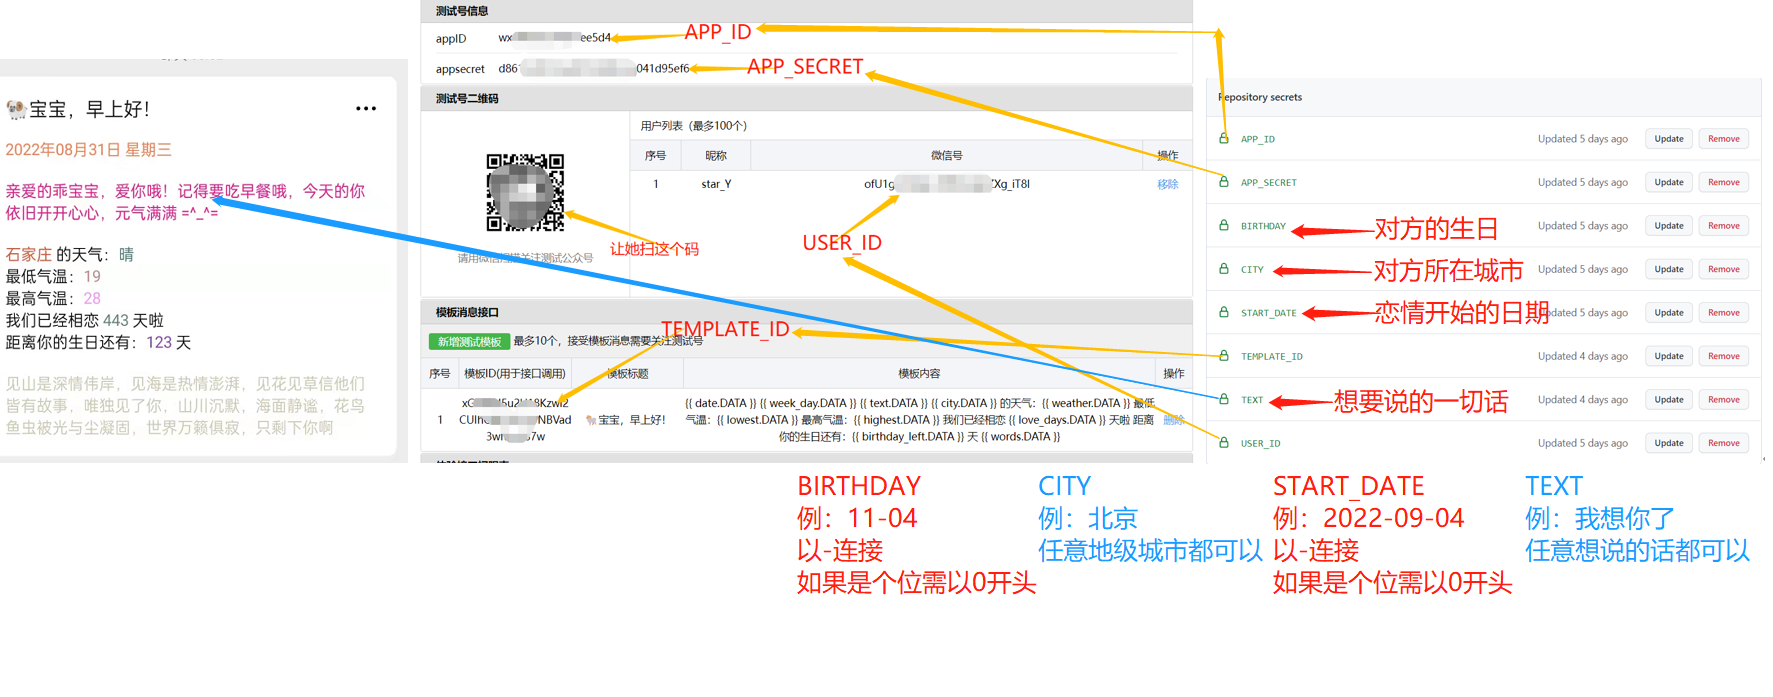 🐏宝宝，早上好！
2022年08月31日 星期三
亲爱的乖宝宝，爱你哦！记得要吃早餐哦，今天的你
依旧开开心心，元气满满 =^_^=
石家庄 的天气：晴
最低气温：19
最高气温：28
我们已经相恋 443 天啦
距离你的生日还有：123 天
见山是深情伟岸，见海是热情澎湃，见花见草信他们
皆有故事，唯独见了你，山川沉默，海面静谧，花鸟
鱼虫被光与尘凝固，世界万籁俱寂，只剩下你啊
测试号信息
appID wx ee5d4
APP_ID
appsecret d861 041d95ef6
APP_SECRET
测试号二维码
用户列表（最多100个）
序号 昵称 微信号 操作
1 star_Y ofU1g Xg_iT8I 移除
USER_ID
让她扫这个码
请用微信扫描关注测试公众号
模板消息接口
TEMPLATE_ID
新增测试模板 最多10个，接受模板消息需要关注测试号
序号 模板ID(用于接口调用) 模板标题 模板内容 操作
1 🐏宝宝，早上好！ 删除
{{ date.DATA }} {{ week_day.DATA }} {{ text.DATA }} {{ city.DATA }} 的天气：{{ weather.DATA }} 最低
气温：{{ lowest.DATA }} 最高气温：{{ highest.DATA }} 我们已经相恋 {{ love_days.DATA }} 天啦 距离
你的生日还有：{{ birthday_left.DATA }} 天 {{ words.DATA }}
Repository secrets
APP_ID Updated 5 days ago Update Remove
APP_SECRET Updated 5 days ago Update Remove
BIRTHDAY 对方的生日 Updated 5 days ago Update Remove
CITY 对方所在城市 Updated 5 days ago Update Remove
START_DATE 恋情开始的日期 Updated 5 days ago Update Remove
TEMPLATE_ID Updated 4 days ago Update Remove
TEXT 想要说的一切话 Updated 4 days ago Update Remove
USER_ID Updated 5 days ago Update Remove
BIRTHDAY
例：11-04
以-连接
如果是个位需以0开头
CITY
例：北京
任意地级城市都可以
START_DATE
例：2022-09-04
以-连接
如果是个位需以0开头
TEXT
例：我想你了
任意想说的话都可以